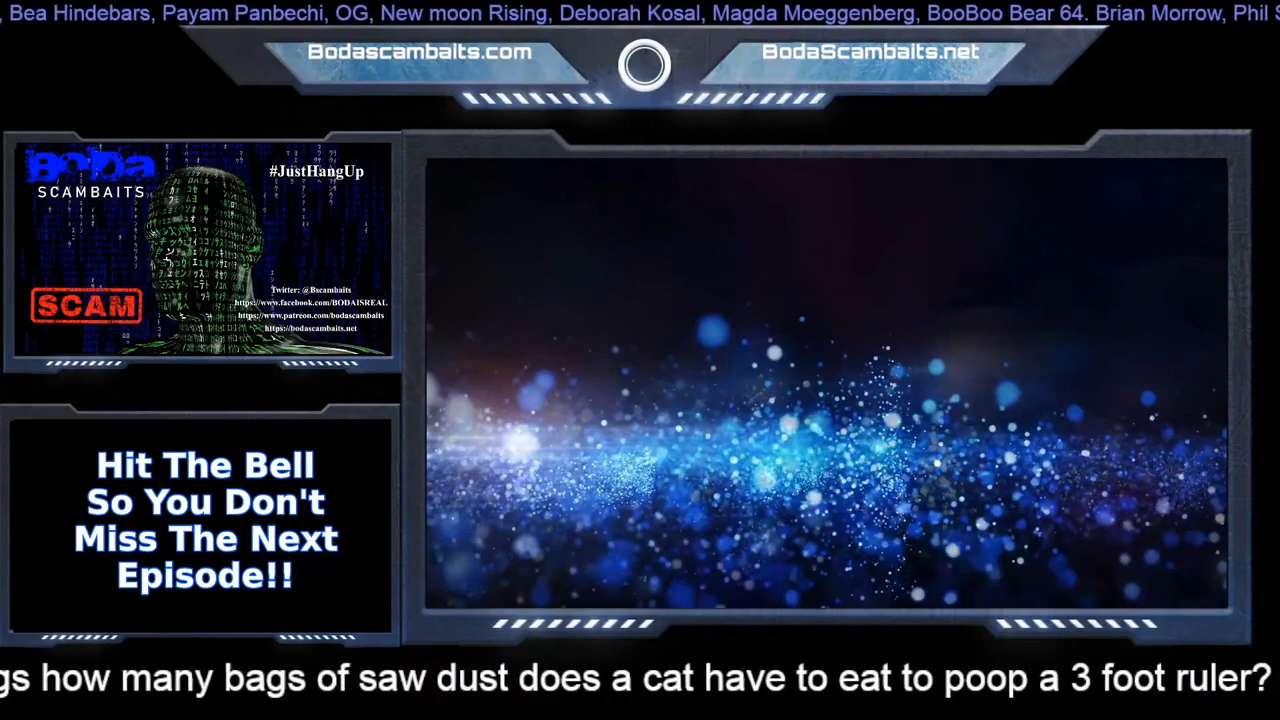 , Bea Hindebars, Payam Panbechi, OG, New moon Rising, Deborah Kosal, Magda Moeggenberg, BooBoo Bear 64. Brian Morrow, Phil S
Bodascambaits.com
BodaScambaits.net
BoDa
SCAMBAITS
#JustHangUp
SCAM
Twitter: @Bscambaits
https://www.facebook.com/BODAISREAL
https://www.patreon.com/bodascambaits
https://bodascambaits.net
Hit The Bell
So You Don't
Miss The Next
Episode!!
gs how many bags of saw dust does a cat have to eat to poop a 3 foot ruler?